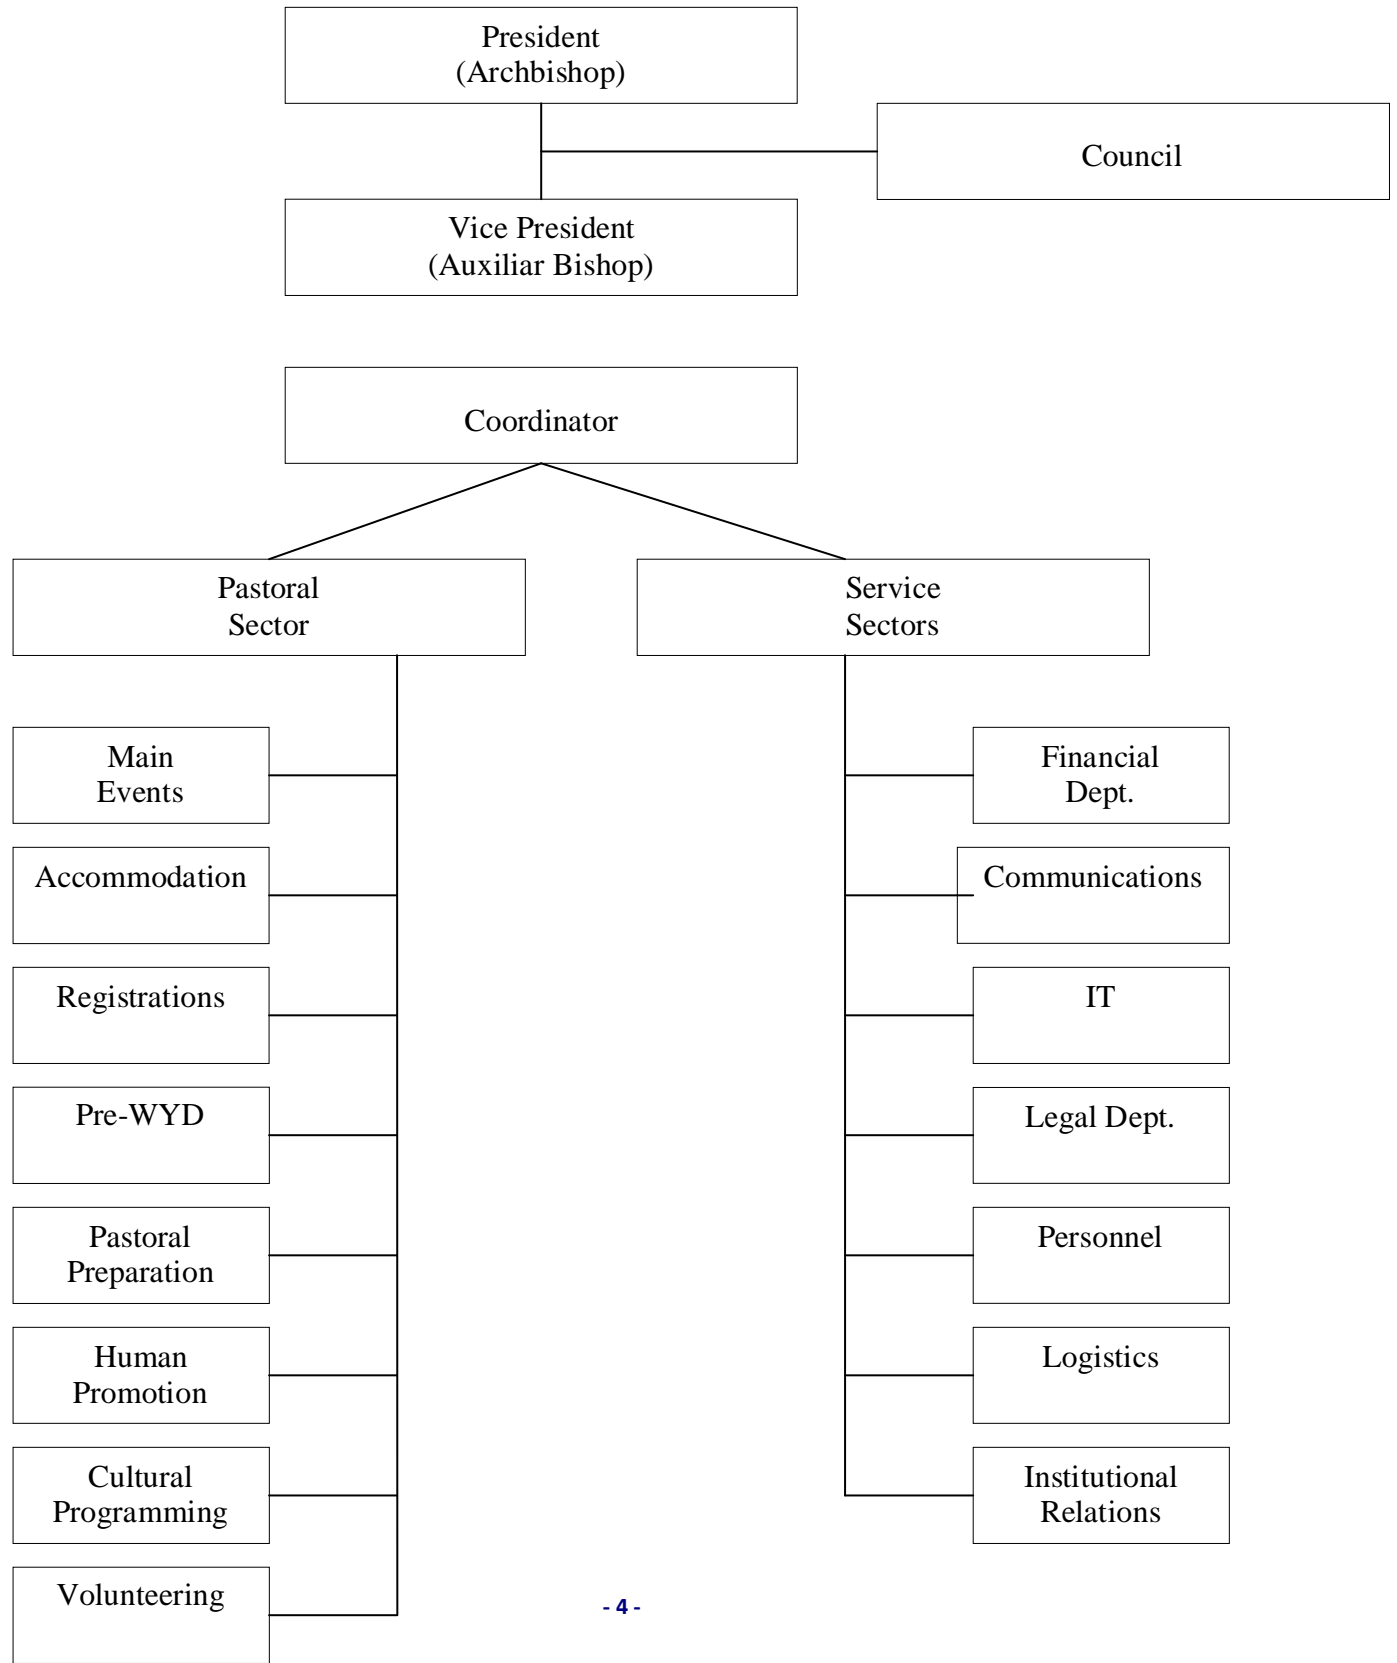 President
(Archbishop)
Council
Vice President
(Auxiliar Bishop)
Coordinator
Pastoral
Sector
Service
Sectors
Main
Events
Accommodation
Registrations
Pre-WYD
Pastoral
Preparation
Human
Promotion
Cultural
Programming
Volunteering
Financial
Dept.
Communications
IT
Legal Dept.
Personnel
Logistics
Institutional
Relations
- 4 -